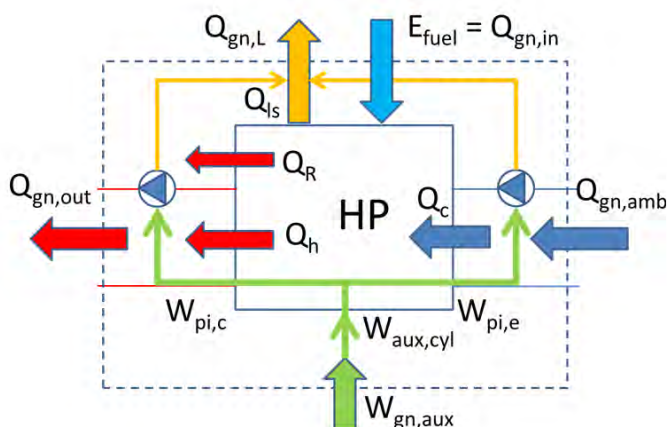 Q_gn,L
E_fuel = Q_gn,in
Q_ls
Q_R
Q_gn,out
Q_c
Q_gn,amb
HP
Q_h
W_pi,c
W_aux,cyl
W_pi,e
W_gn,aux